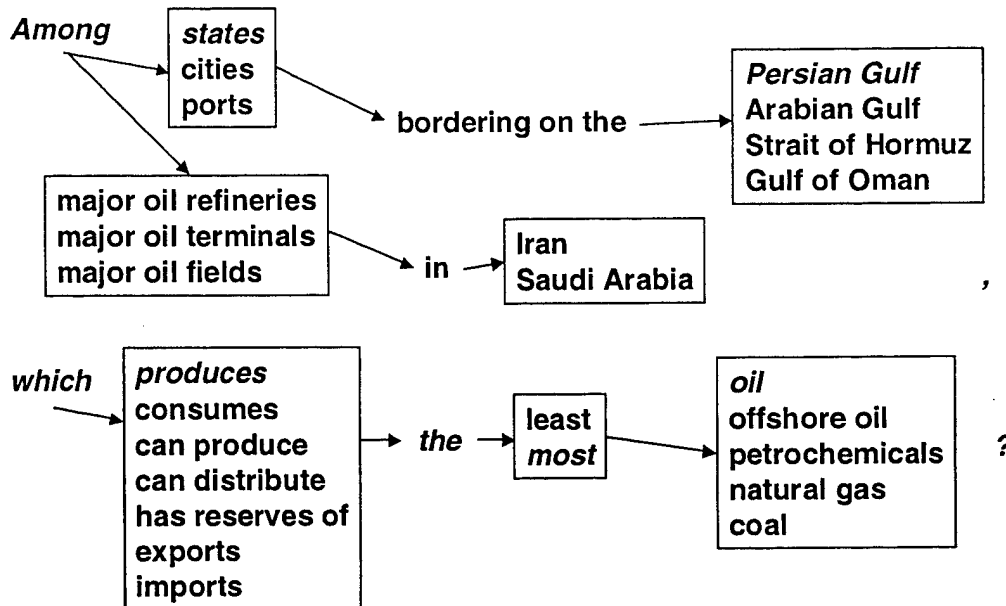 Among
states
cities
ports
bordering on the
Persian Gulf
Arabian Gulf
Strait of Hormuz
Gulf of Oman
major oil refineries
major oil terminals
major oil fields
in
Iran
Saudi Arabia
,
which
produces
consumes
can produce
can distribute
has reserves of
exports
imports
the
least
most
oil
offshore oil
petrochemicals
natural gas
coal
?